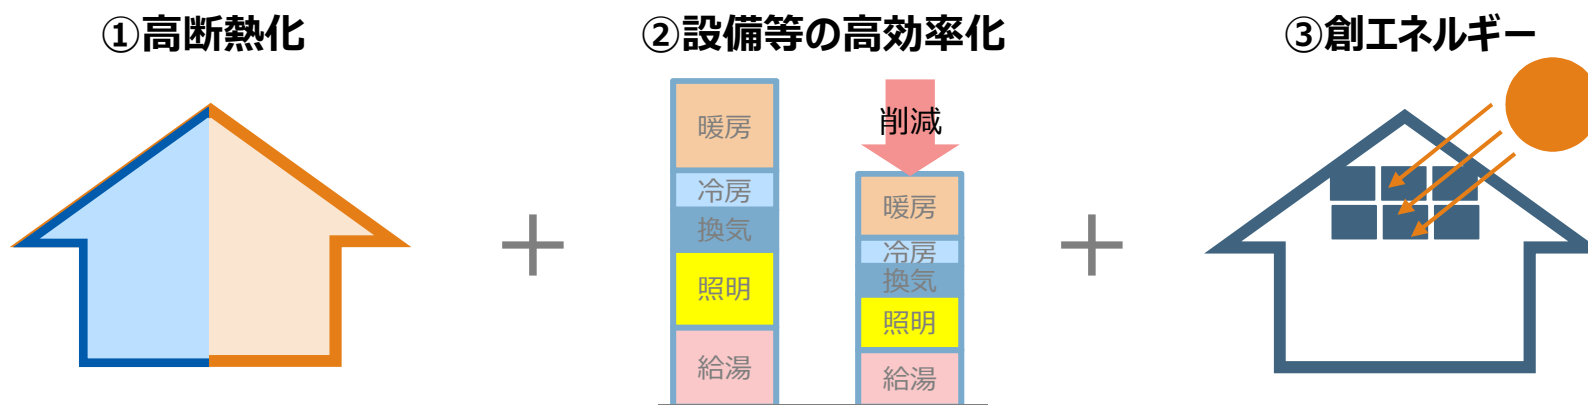 ①高断熱化
②設備等の高効率化
③創エネルギー
暖房
冷房
換気
照明
給湯
削減
暖房
冷房
換気
照明
給湯
＋
＋